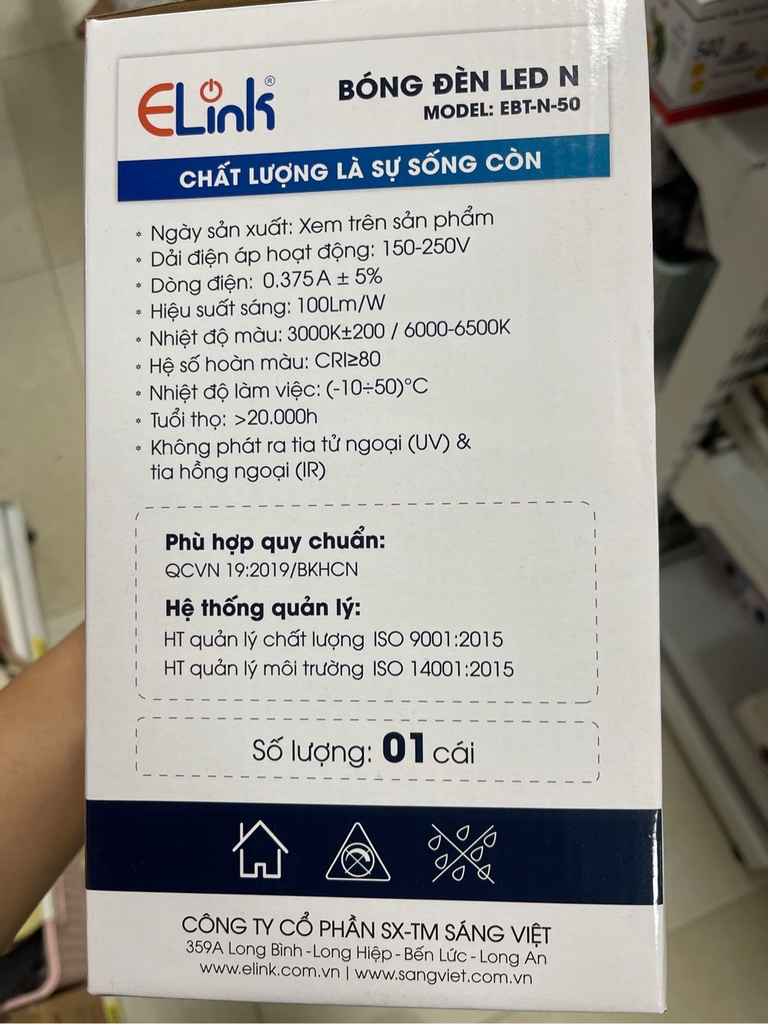 ELink®
BÓNG ĐÈN LED N
MODEL: EBT-N-50
CHẤT LƯỢNG LÀ SỰ SỐNG CÒN
* Ngày sản xuất: Xem trên sản phẩm
* Dải điện áp hoạt động: 150-250V
* Dòng điện: 0.375A ± 5%
* Hiệu suất sáng: 100Lm/W
* Nhiệt độ màu: 3000K±200 / 6000-6500K
* Hệ số hoàn màu: CRI≥80
* Nhiệt độ làm việc: (-10÷50)°C
* Tuổi thọ: >20.000h
* Không phát ra tia tử ngoại (UV) &
tia hồng ngoại (IR)
Phù hợp quy chuẩn:
QCVN 19:2019/BKHCN
Hệ thống quản lý:
HT quản lý chất lượng ISO 9001:2015
HT quản lý môi trường ISO 14001:2015
Số lượng: 01 cái
CÔNG TY CỔ PHẦN SX-TM SÁNG VIỆT
359A Long Bình - Long Hiệp - Bến Lức - Long An
www.elink.com.vn | www.sangviet.com.vn